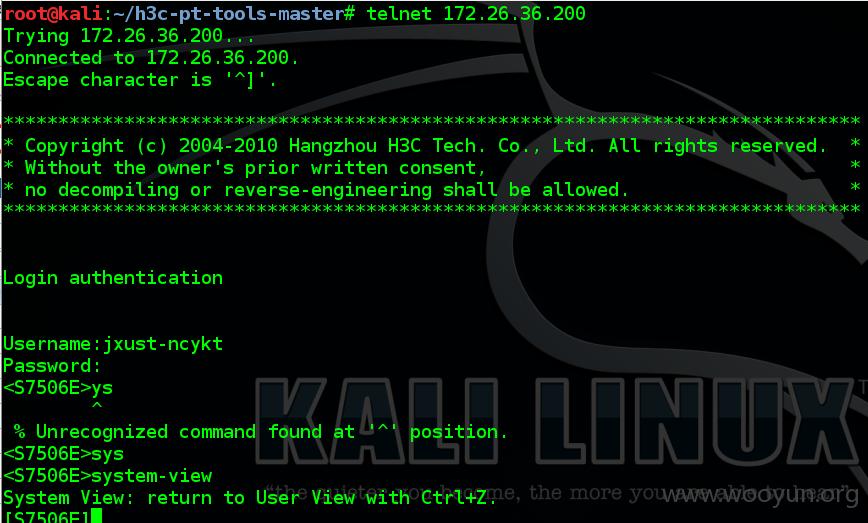 root@kali:~/h3c-pt-tools-master# telnet 172.26.36.200
Trying 172.26.36.200...
Connected to 172.26.36.200.
Escape character is '^]'.
******************************************************************************
* Copyright (c) 2004-2010 Hangzhou H3C Tech. Co., Ltd. All rights reserved.  *
* Without the owner's prior written consent,                                 *
* no decompiling or reverse-engineering shall be allowed.                    *
******************************************************************************
Login authentication
Username:jxust-ncykt
Password:
<S7506E>ys
        ^
 % Unrecognized command found at '^' position.
<S7506E>sys
<S7506E>system-view
System View: return to User View with Ctrl+Z.
[S7506E]
KALI LINUX
TM
"the quieter you become, the more you are able to hear"
www.wooyun.org